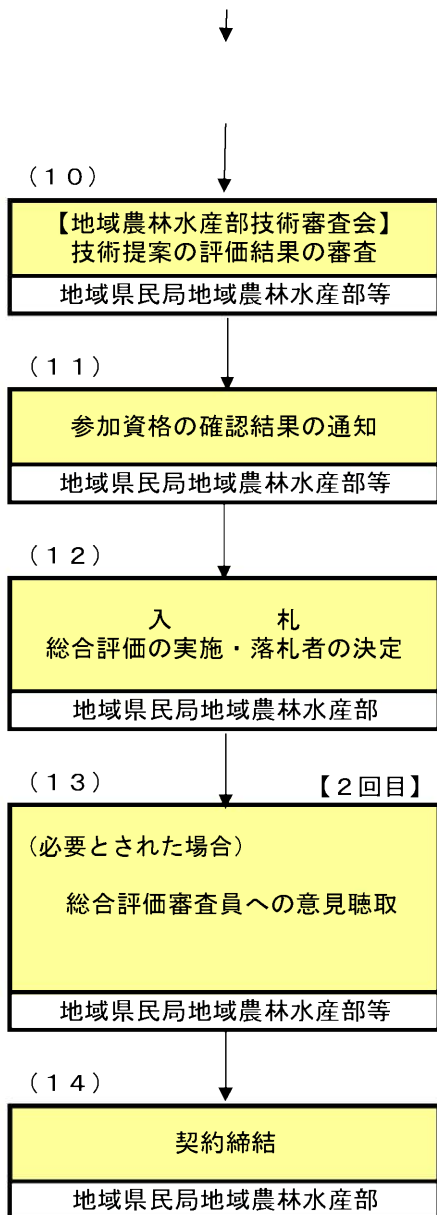 （１０）
【地域農林水産部技術審査会】
技術提案の評価結果の審査
地域県民局地域農林水産部等
（１１）
参加資格の確認結果の通知
地域県民局地域農林水産部等
（１２）
入　　　　札
総合評価の実施・落札者の決定
地域県民局地域農林水産部
（１３）
【２回目】
（必要とされた場合）
総合評価審査員への意見聴取
地域県民局地域農林水産部等
（１４）
契約締結
地域県民局地域農林水産部